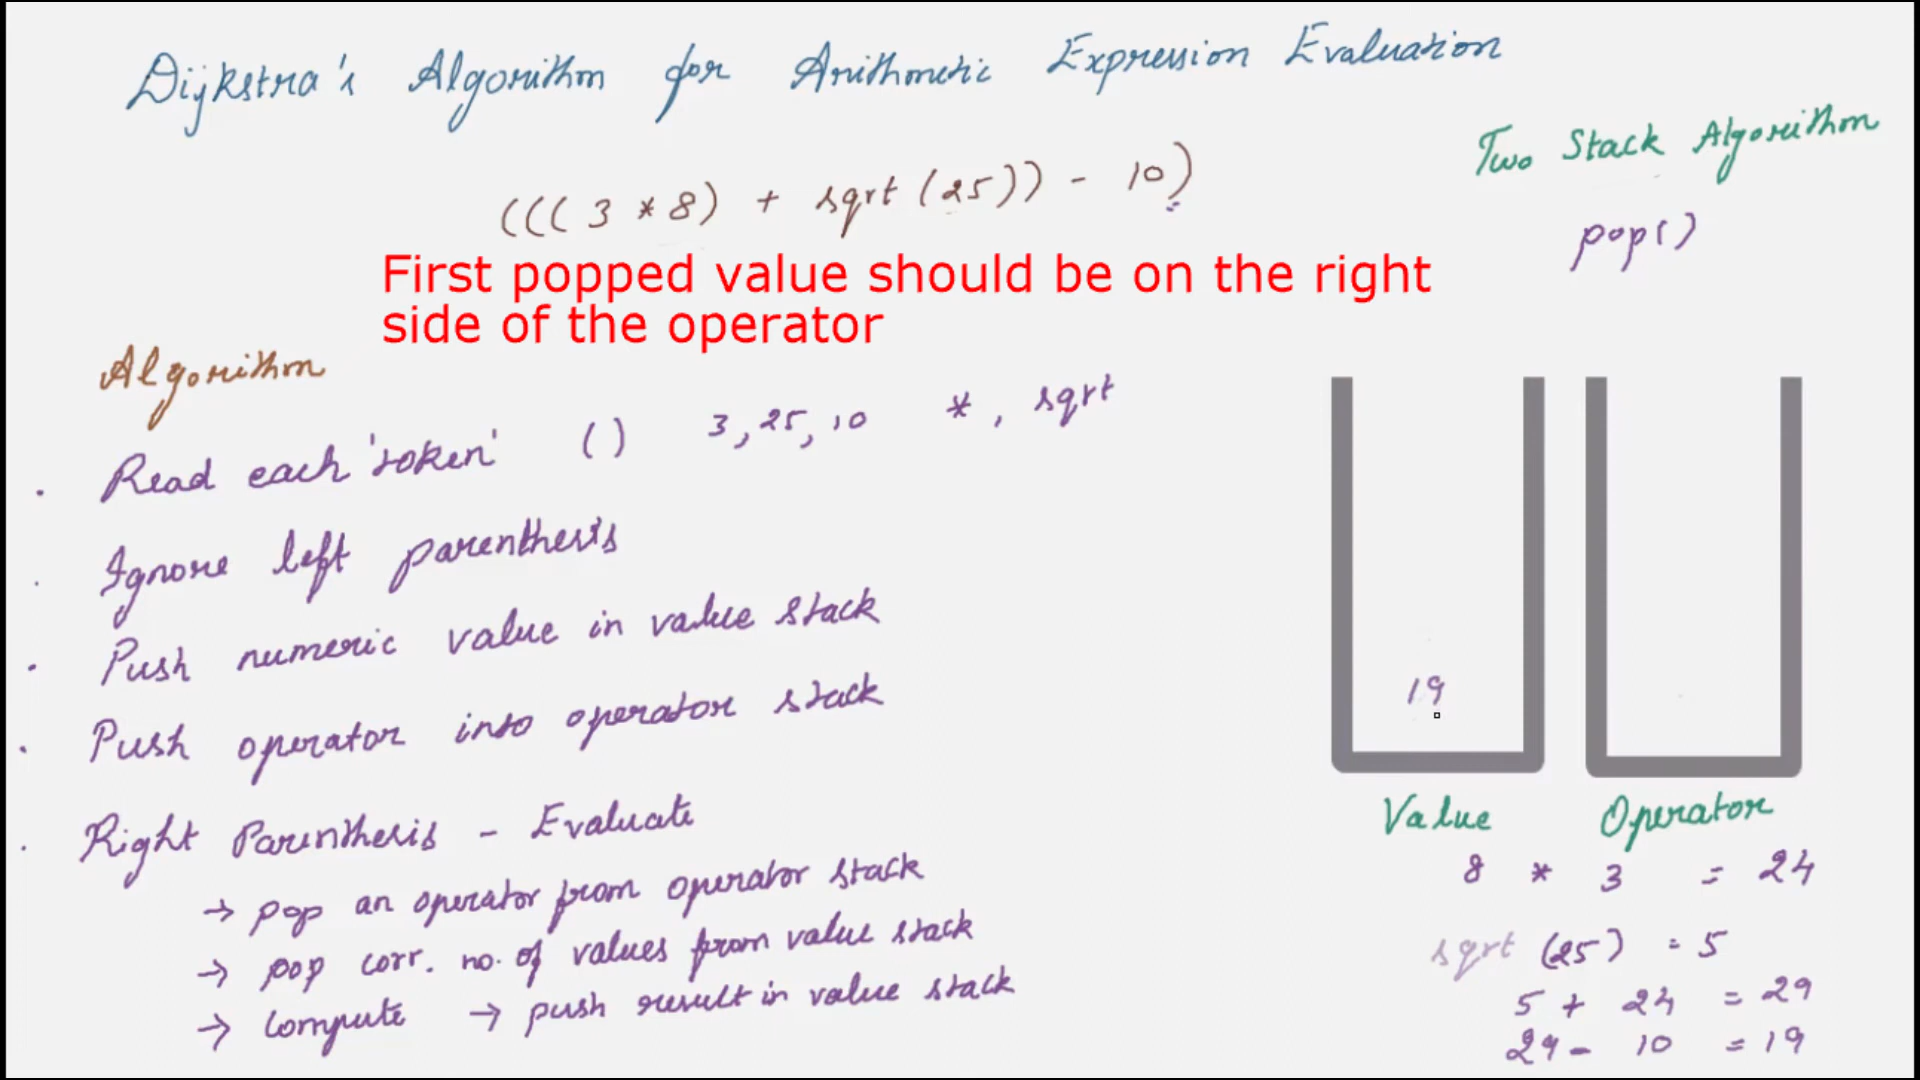 Dijkstra's Algorithm for Arithmetic Expression Evaluation
Two Stack Algorithm
(((3 * 8) + sqrt (25)) - 10)
pop()
First popped value should be on the right
side of the operator
Algorithm
. Read each 'token' () 3, 25, 10 *, sqrt
. Ignore left parenthesis
. Push numeric value in value stack
. Push operator into operator stack
. Right Parenthesis - Evaluate
→ pop an operator from operator stack
→ pop corr. no. of values from value stack
→ Compute → push result in value stack
19
Value Operator
8 * 3 = 24
sqrt (25) = 5
5 + 24 = 29
29 - 10 = 19